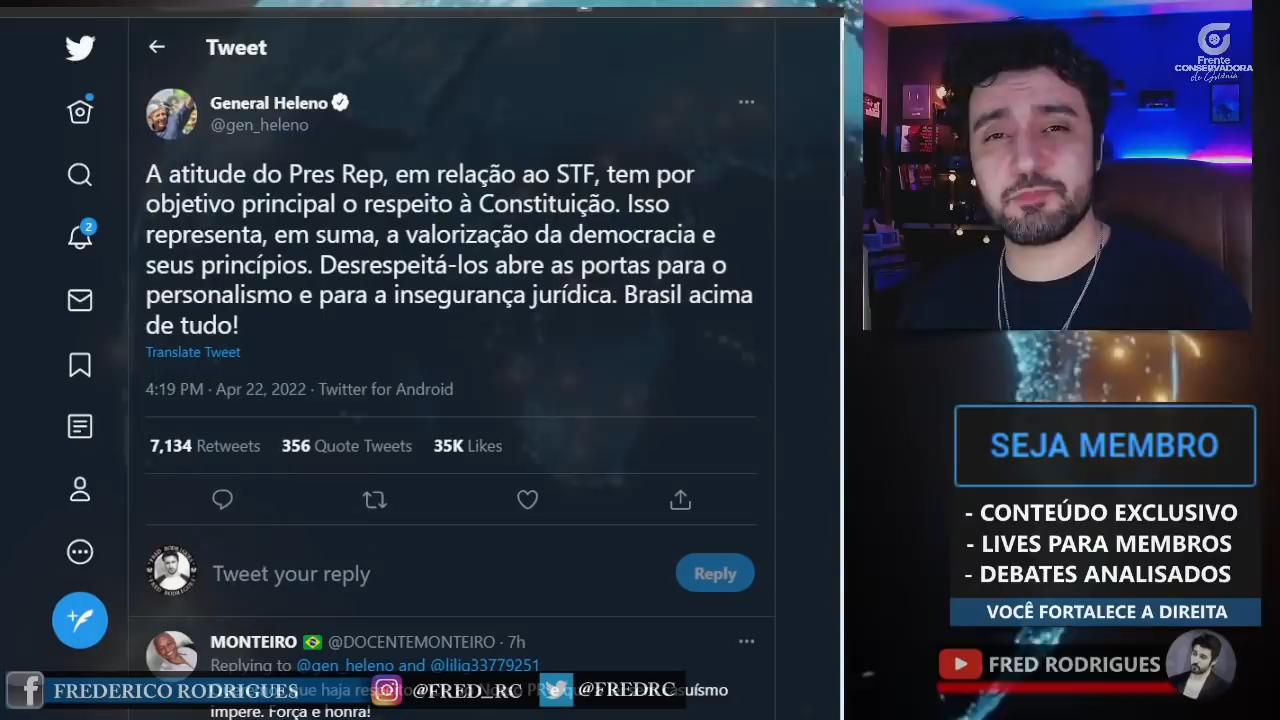 Tweet
General Heleno
@gen_heleno
A atitude do Pres Rep, em relação ao STF, tem por
objetivo principal o respeito à Constituição. Isso
representa, em suma, a valorização da democracia e
seus princípios. Desrespeitá-los abre as portas para o
personalismo e para a insegurança jurídica. Brasil acima
de tudo!
Translate Tweet
4:19 PM · Apr 22, 2022 · Twitter for Android
7,134 Retweets 356 Quote Tweets 35K Likes
2
Tweet your reply
Reply
MONTEIRO @DOCENTEMONTEIRO · 7h
Replying to @gen_heleno and @lilig33779251
impere. Força e honra!
FREDERICO RODRIGUES @FRED_RC @FREDRC
Frente
CONSERVADORA
de Goiânia
SEJA MEMBRO
- CONTEÚDO EXCLUSIVO
- LIVES PARA MEMBROS
- DEBATES ANALISADOS
VOCÊ FORTALECE A DIREITA
FRED RODRIGUES